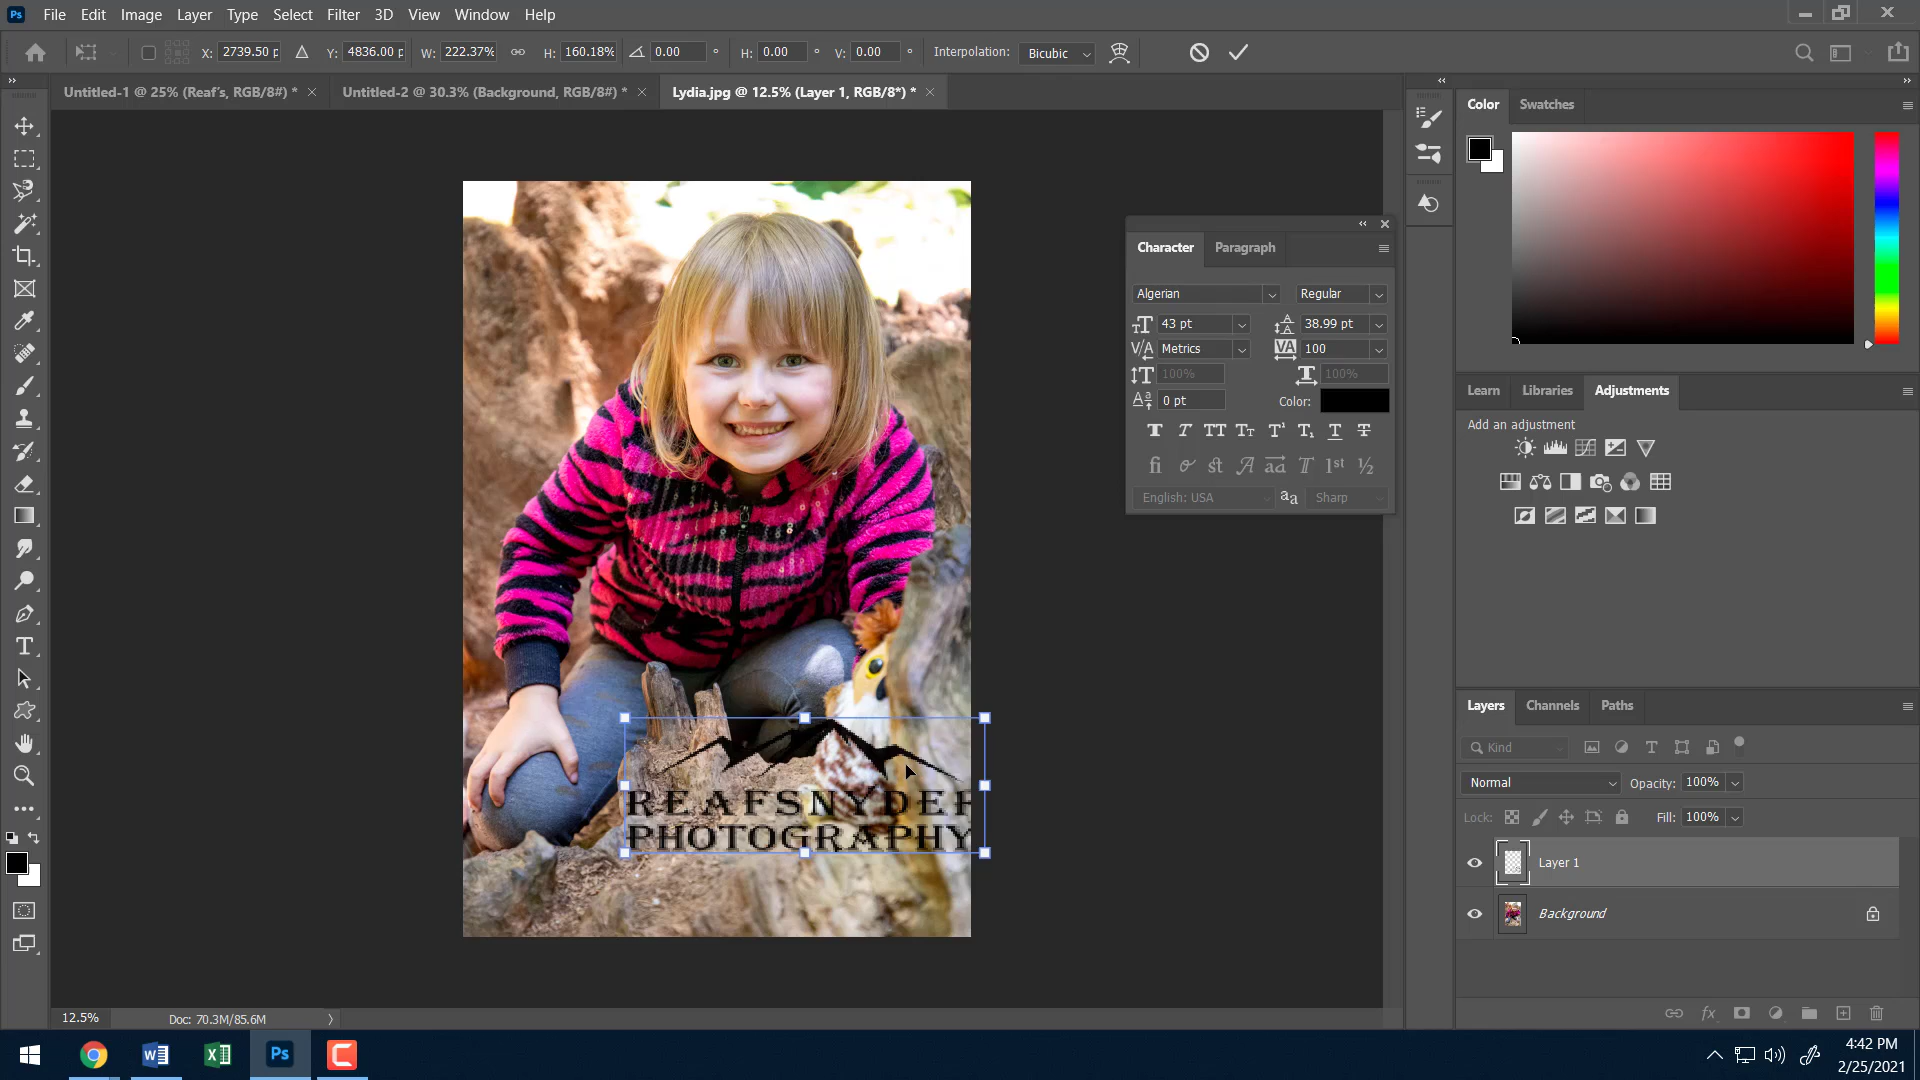 Ps File Edit Image Layer Type Select Filter 3D View Window Help
X: 2739.50 p Y: 4836.00 p W: 222.37% H: 160.18% 0.00 ° H: 0.00 ° V: 0.00 ° Interpolation: Bicubic
Untitled-1 @ 25% (Reaf's, RGB/8#) * Untitled-2 @ 30.3% (Background, RGB/8#) * Lydia.jpg @ 12.5% (Layer 1, RGB/8*) *
Color Swatches
Character Paragraph
Algerian Regular
43 pt 38.99 pt
Metrics 100
100% 100%
0 pt Color:
English: USA aa Sharp
Learn Libraries Adjustments
Add an adjustment
REAFSNYDER
PHOTOGRAPHY
Layers Channels Paths
Kind
Normal Opacity: 100%
Lock: Fill: 100%
Layer 1
Background
fx
12.5% Doc: 70.3M/85.6M
4:42 PM
2/25/2021